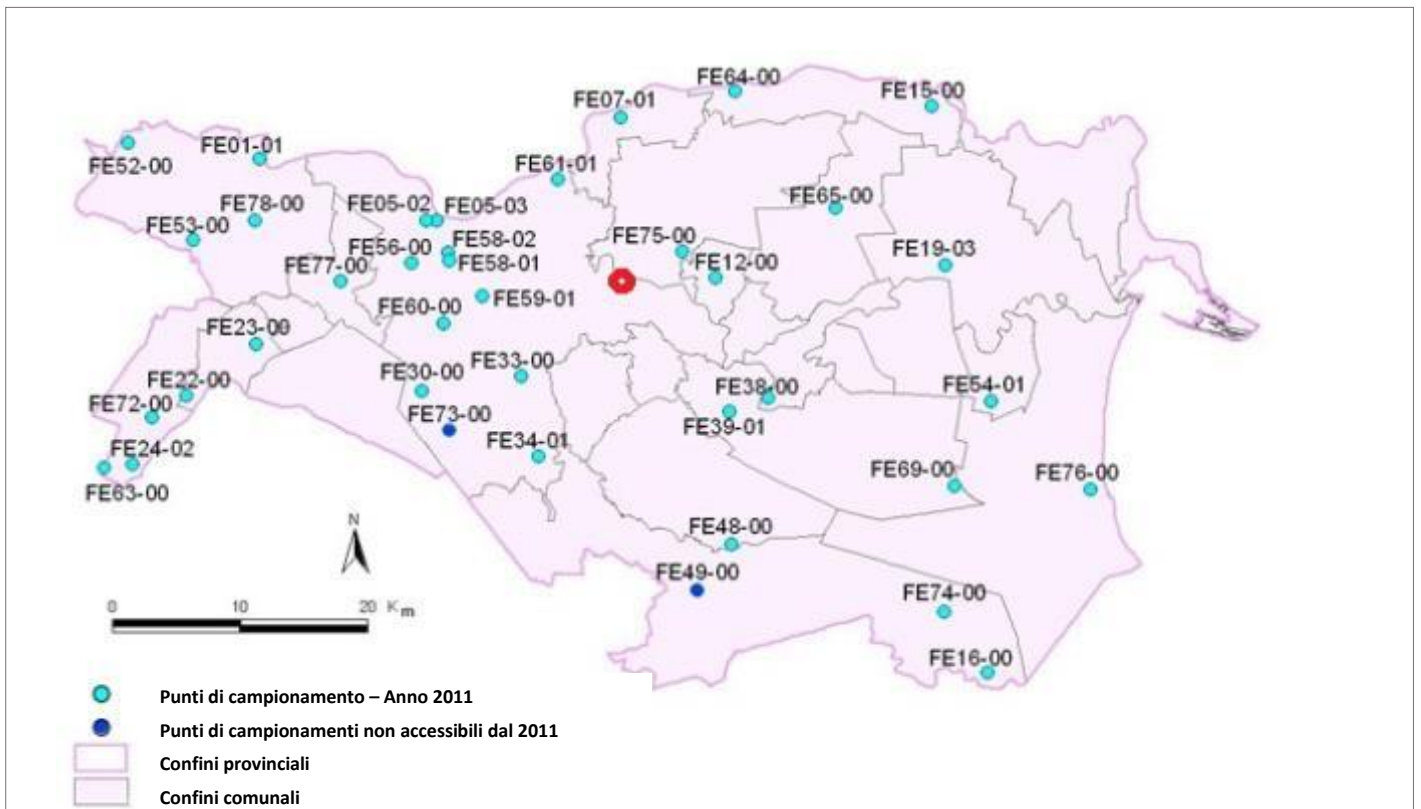 FE64-00
FE15-00
FE07-01
FE01-01
FE52-00
FE61-01
FE78-00
FE05-02
FE05-03
FE65-00
FE53-00
FE56-00
FE58-02
FE75-00
FE19-03
FE77-00
FE58-01
FE12-00
FE60-00
FE59-01
FE23-00
FE33-00
FE22-00
FE30-00
FE38-00
FE54-01
FE72-00
FE73-00
FE39-01
FE34-01
FE24-02
FE69-00
FE76-00
FE63-00
N
FE48-00
FE49-00
FE74-00
0 10 20 Km
FE16-00
Punti di campionamento – Anno 2011
Punti di campionamenti non accessibili dal 2011
Confini provinciali
Confini comunali